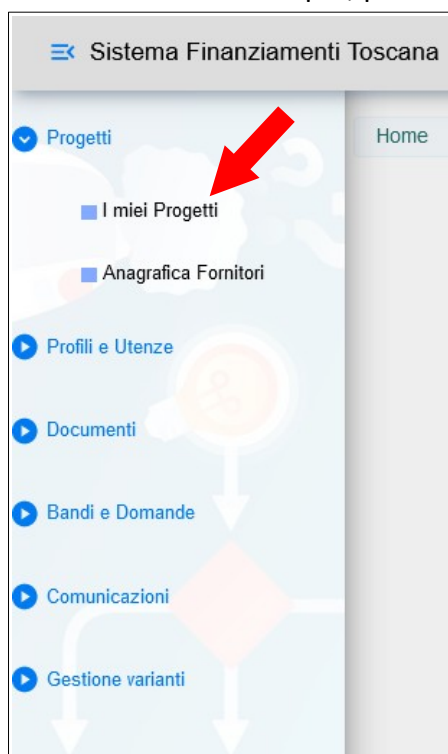 Sistema Finanziamenti Toscana
Progetti
Home
I miei Progetti
Anagrafica Fornitori
Profili e Utenze
Documenti
Bandi e Domande
Comunicazioni
Gestione varianti